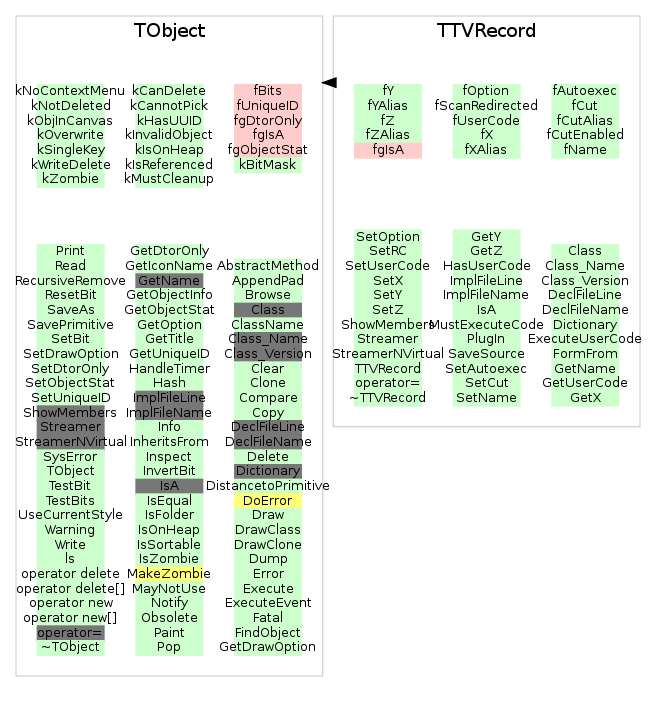 TObject
kNoContextMenu
kNotDeleted
kObjInCanvas
kOverwrite
kSingleKey
kWriteDelete
kZombie
kCanDelete
kCannotPick
kHasUUID
kInvalidObject
kIsOnHeap
kIsReferenced
kMustCleanup
fBits
fUniqueID
fgDtorOnly
fgIsA
fgObjectStat
kBitMask
Print
Read
RecursiveRemove
ResetBit
SaveAs
SavePrimitive
SetBit
SetDrawOption
SetDtorOnly
SetObjectStat
SetUniqueID
ShowMembers
Streamer
StreamerNVirtual
SysError
TObject
TestBit
TestBits
UseCurrentStyle
Warning
Write
ls
operator delete
operator delete[]
operator new
operator new[]
operator=
~TObject
GetDtorOnly
GetIconName
GetName
GetObjectInfo
GetObjectStat
GetOption
GetTitle
GetUniqueID
HandleTimer
Hash
ImplFileLine
ImplFileName
Info
InheritsFrom
Inspect
InvertBit
IsA
IsEqual
IsFolder
IsOnHeap
IsSortable
IsZombie
MakeZombie
MayNotUse
Notify
Obsolete
Paint
Pop
AbstractMethod
AppendPad
Browse
Class
ClassName
Class_Name
Class_Version
Clear
Clone
Compare
Copy
DeclFileLine
DeclFileName
Delete
Dictionary
DistancetoPrimitive
DoError
Draw
DrawClass
DrawClone
Dump
Error
Execute
ExecuteEvent
Fatal
FindObject
GetDrawOption
TTVRecord
fY
fYAlias
fZ
fZAlias
fgIsA
fOption
fScanRedirected
fUserCode
fX
fXAlias
fAutoexec
fCut
fCutAlias
fCutEnabled
fName
SetOption
SetRC
SetUserCode
SetX
SetY
SetZ
ShowMembers
Streamer
StreamerNVirtual
TTVRecord
operator=
~TTVRecord
GetY
GetZ
HasUserCode
ImplFileLine
ImplFileName
IsA
MustExecuteCode
PlugIn
SaveSource
SetAutoexec
SetCut
SetName
Class
Class_Name
Class_Version
DeclFileLine
DeclFileName
Dictionary
ExecuteUserCode
FormFrom
GetName
GetUserCode
GetX